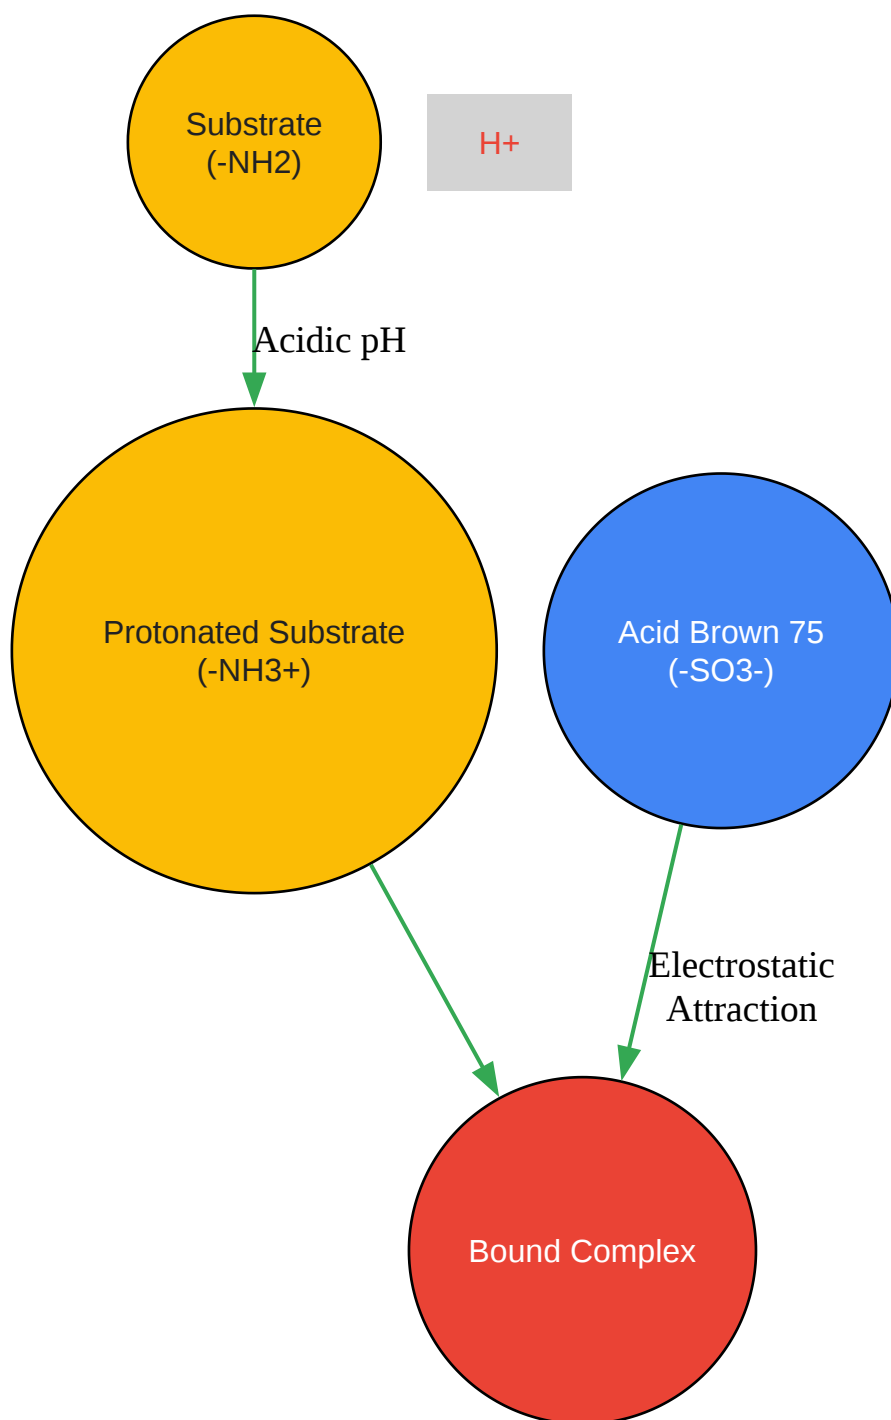 Substrate
(-NH2)
H+
Acidic pH
Protonated Substrate
(-NH3+)
Acid Brown 75
(-SO3-)
Electrostatic
Attraction
Bound Complex